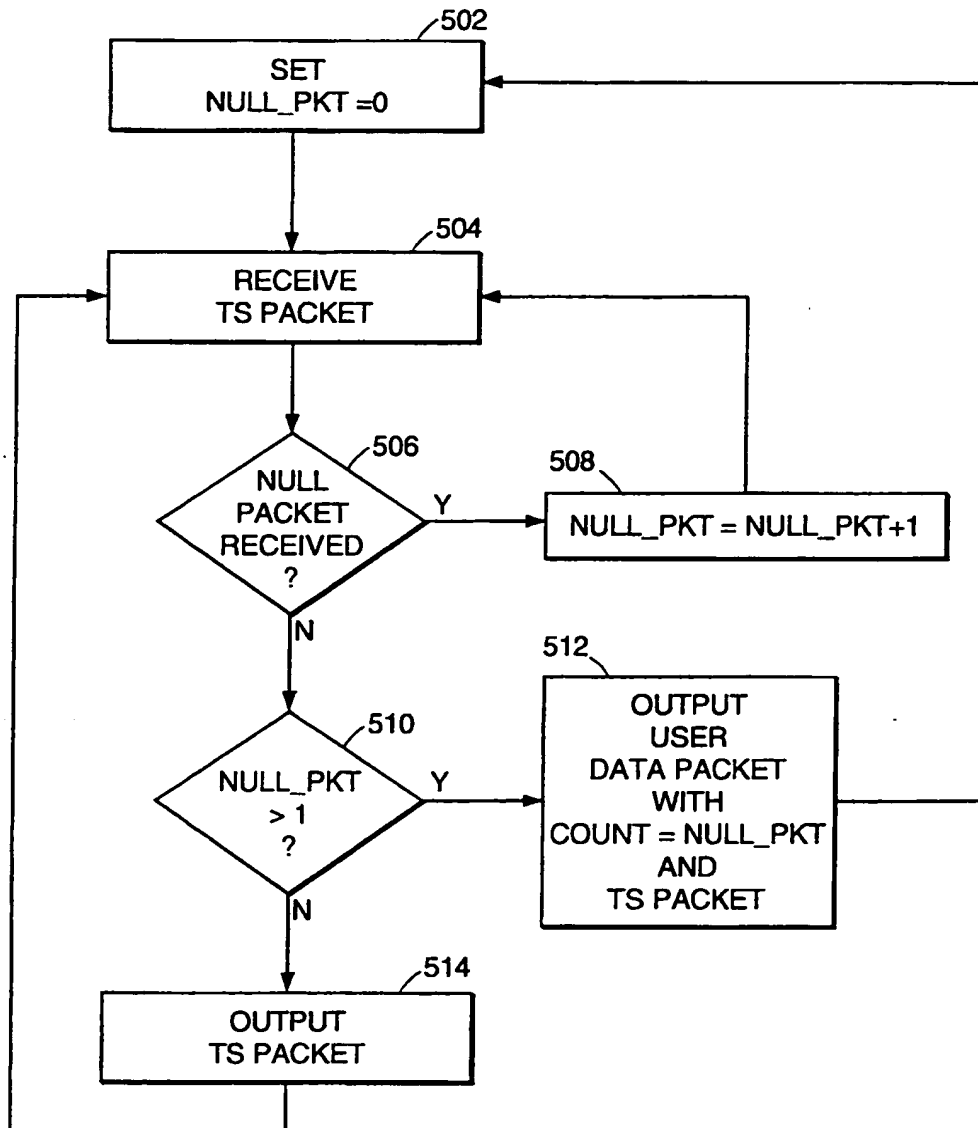 502
SET
NULL_PKT =0
504
RECEIVE
TS PACKET
506
NULL
PACKET
RECEIVED
?
Y
N
508
NULL_PKT = NULL_PKT+1
510
NULL_PKT
> 1
?
Y
N
512
OUTPUT
USER
DATA PACKET
WITH
COUNT = NULL_PKT
AND
TS PACKET
514
OUTPUT
TS PACKET